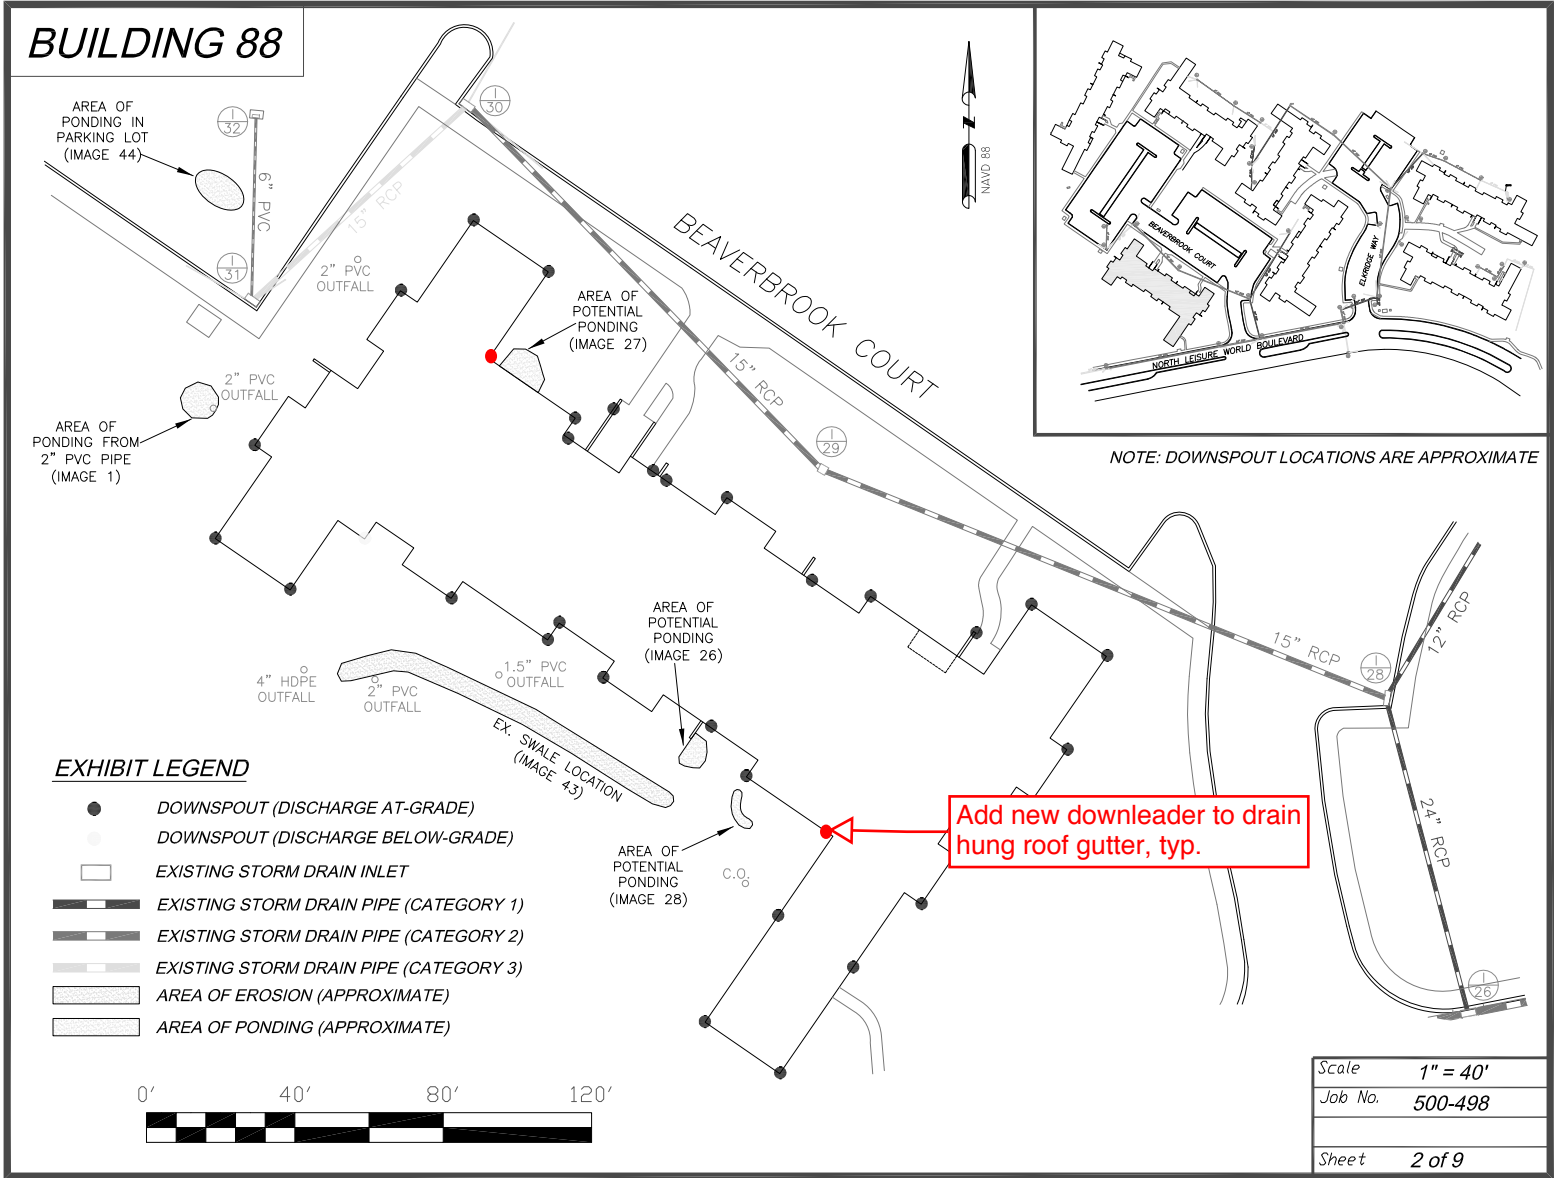 BUILDING 88
AREA OF
PONDING IN
PARKING LOT
(IMAGE 44)
I
32
6" PVC
I
31
15" RCP
I
30
2" PVC
OUTFALL
AREA OF
POTENTIAL
PONDING
(IMAGE 27)
BEAVERBROOK COURT
15" RCP
N
NAVD 88
BEAVERBROOK COURT
ELKRIDGE WAY
NORTH LEISURE WORLD BOULEVARD
NOTE: DOWNSPOUT LOCATIONS ARE APPROXIMATE
2" PVC
OUTFALL
AREA OF
PONDING FROM
2" PVC PIPE
(IMAGE 1)
I
29
AREA OF
POTENTIAL
PONDING
(IMAGE 26)
15" RCP
I
28
12" RCP
4" HDPE
OUTFALL
2" PVC
OUTFALL
1.5" PVC
OUTFALL
EX. SWALE LOCATION
(IMAGE 43)
Add new downleader to drain
hung roof gutter, typ.
24" RCP
I
26
AREA OF
POTENTIAL
PONDING
(IMAGE 28)
C.O.
EXHIBIT LEGEND
DOWNSPOUT (DISCHARGE AT-GRADE)
DOWNSPOUT (DISCHARGE BELOW-GRADE)
EXISTING STORM DRAIN INLET
EXISTING STORM DRAIN PIPE (CATEGORY 1)
EXISTING STORM DRAIN PIPE (CATEGORY 2)
EXISTING STORM DRAIN PIPE (CATEGORY 3)
AREA OF EROSION (APPROXIMATE)
AREA OF PONDING (APPROXIMATE)
0' 40' 80' 120'
Scale 1" = 40'
Job No. 500-498
Sheet 2 of 9